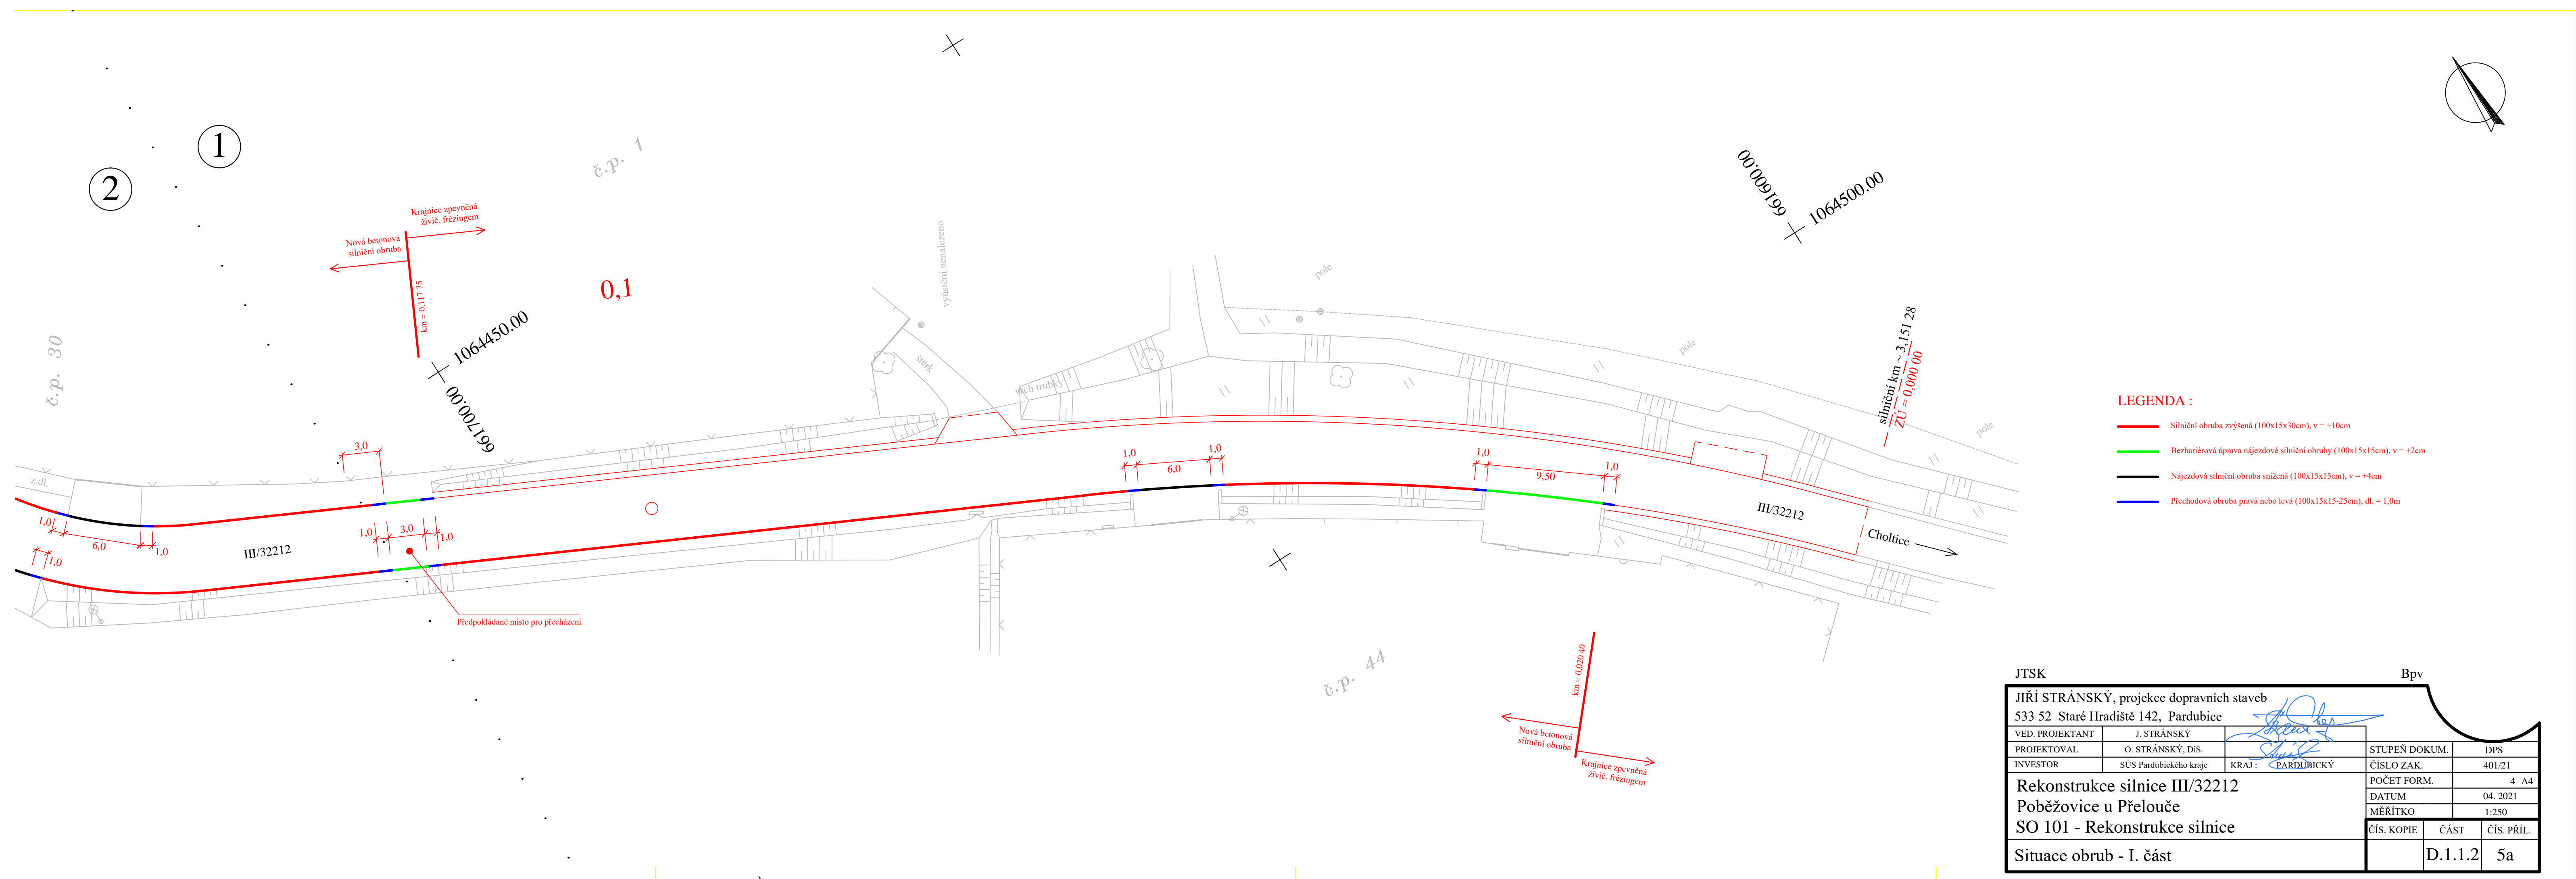 1
2
č.p. 1
č.p. 30
Krajnice zpevněná
živič. frézingem
Nová betonová
silniční obruba
km = 0,117 75
0,1
1064450.00
661700.00
vyústění nenalezeno
štěrk
vrch trubky
pole
pole
pole
661600.00
1064500.00
silniční km ~ 3,151 28
ZÚ = 0,000 00
z.dl.
3,0
1,0
6,0
1,0
1,0
III/32212
1,0
3,0
1,0
Předpokládané místo pro přecházení
1,0
6,0
1,0
1,0
9,50
1,0
III/32212
Choltice
č.p. 44
km = 0,020 40
Nová betonová
silniční obruba
Krajnice zpevněná
živič. frézingem
LEGENDA :
Silniční obruba zvýšená (100x15x30cm), v = +10cm
Bezbariérová úprava nájezdové silniční obruby (100x15x15cm), v = +2cm
Nájezdová silniční obruba snížená (100x15x15cm), v = +4cm
Přechodová obruba pravá nebo levá (100x15x15-25cm), dl. = 1,0m
JTSK
Bpv
JIŘÍ STRÁNSKÝ, projekce dopravních staveb
533 52 Staré Hradiště 142, Pardubice
VED. PROJEKTANT J. STRÁNSKÝ
PROJEKTOVAL O. STRÁNSKÝ, DiS.
INVESTOR SÚS Pardubického kraje KRAJ : PARDUBICKÝ
STUPEŇ DOKUM. DPS
ČÍSLO ZAK. 401/21
POČET FORM. 4 A4
DATUM 04. 2021
MĚŘÍTKO 1:250
Rekonstrukce silnice III/32212
Poběžovice u Přelouče
SO 101 - Rekonstrukce silnice
ČÍS. KOPIE ČÁST ČÍS. PŘÍL.
Situace obrub - I. část
D.1.1.2 5a